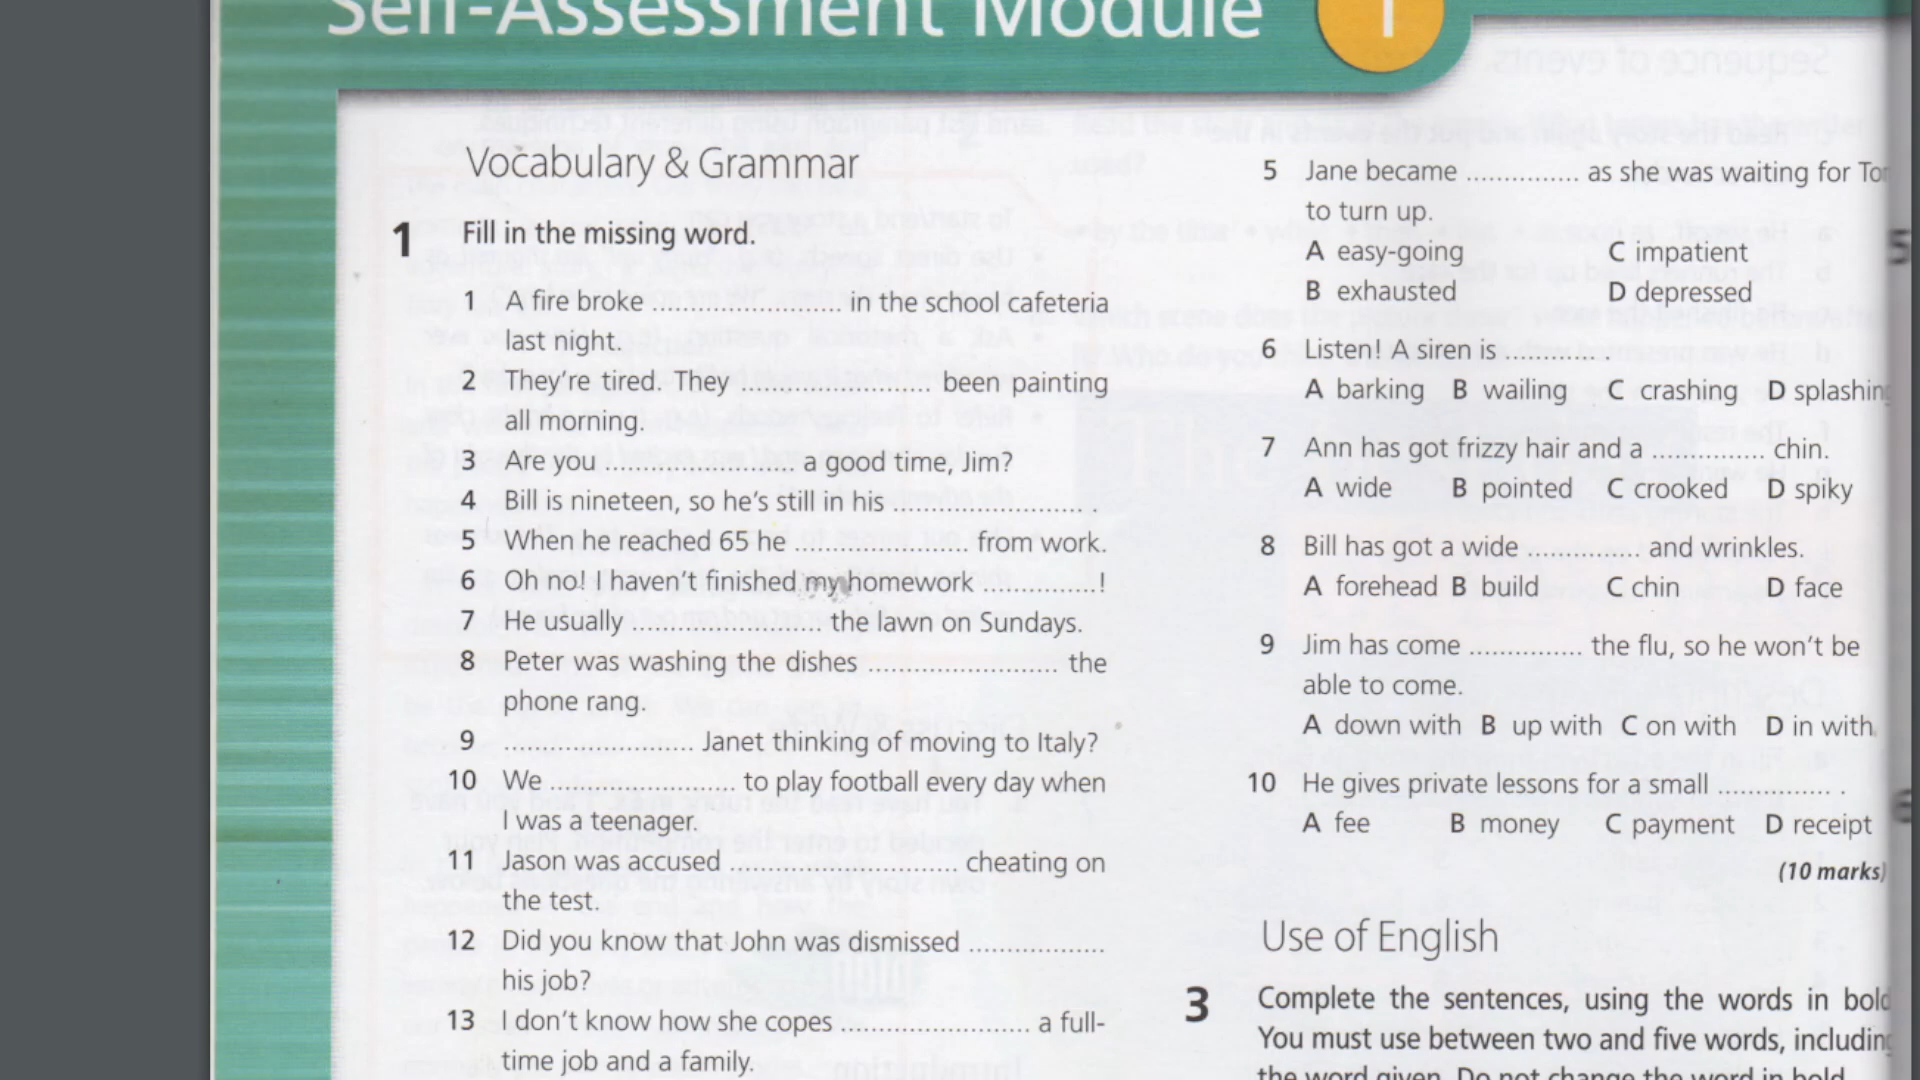 Self-Assessment Module 1
Vocabulary & Grammar
1 Fill in the missing word.
1 A fire broke ........................ in the school cafeteria
last night.
2 They're tired. They ........................ been painting
all morning.
3 Are you ........................ a good time, Jim?
4 Bill is nineteen, so he's still in his ........................
5 When he reached 65 he ...................... from work.
6 Oh no! I haven't finished my homework ..............!
7 He usually ........................ the lawn on Sundays.
8 Peter was washing the dishes ........................ the
phone rang.
9 ........................ Janet thinking of moving to Italy?
10 We ........................ to play football every day when
I was a teenager.
11 Jason was accused ............................. cheating on
the test.
12 Did you know that John was dismissed .................
his job?
13 I don't know how she copes ........................ a full-
time job and a family.
5 Jane became .............. as she was waiting for
to turn up.
A easy-going C impatient
B exhausted D depressed
6 Listen! A siren is .............. .
A barking B wailing C crashing D splashing
7 Ann has got frizzy hair and a .............. chin.
A wide B pointed C crooked D spiky
8 Bill has got a wide ............... and wrinkles.
A forehead B build C chin D face
9 Jim has come .............. the flu, so he won't be
able to come.
A down with B up with C on with D in with
10 He gives private lessons for a small .............. .
A fee B money C payment D receipt
(10 marks)
Use of English
3 Complete the sentences, using the words in bold
You must use between two and five words, including
the word given. Do not change the word in bold